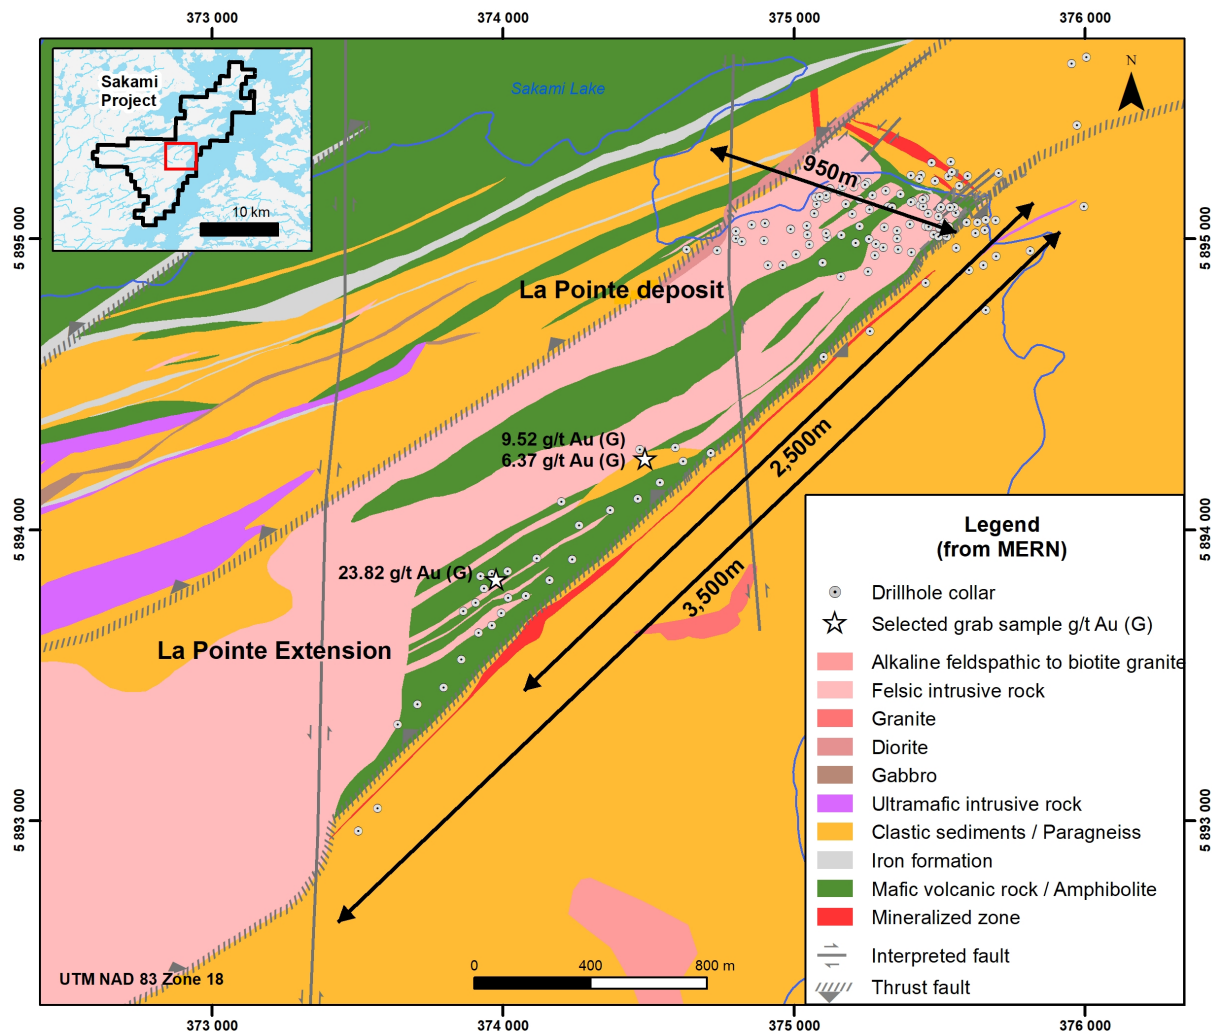 373 000
374 000
375 000
376 000
Sakami
Project
10 km
Sakami Lake
N
950m
5 895 000
5 895 000
La Pointe deposit
9.52 g/t Au (G)
6.37 g/t Au (G)
2,500m
5 894 000
5 894 000
23.82 g/t Au (G)
3,500m
La Pointe Extension
Legend
(from MERN)
Drillhole collar
Selected grab sample g/t Au (G)
Alkaline feldspathic to biotite granite
Felsic intrusive rock
Granite
Diorite
Gabbro
Ultramafic intrusive rock
Clastic sediments / Paragneiss
Iron formation
Mafic volcanic rock / Amphibolite
Mineralized zone
Interpreted fault
Thrust fault
5 893 000
5 893 000
UTM NAD 83 Zone 18
0
400
800 m
373 000
374 000
375 000
376 000